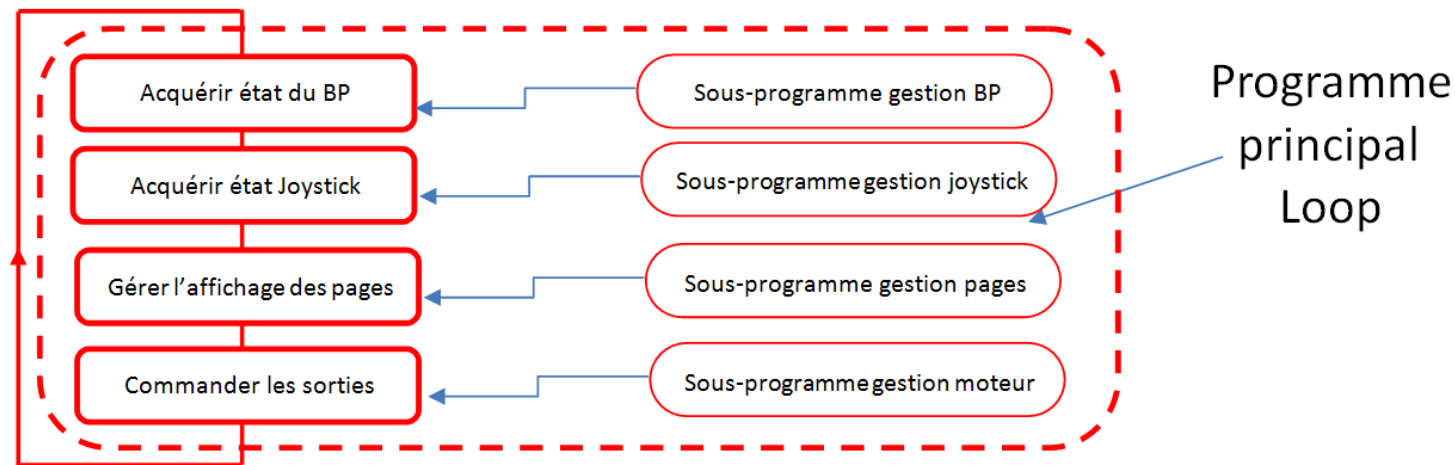 Acquérir état du BP
Sous-programme gestion BP
Acquérir état Joystick
Sous-programme gestion joystick
Gérer l’affichage des pages
Sous-programme gestion pages
Commander les sorties
Sous-programme gestion moteur
Programme
principal
Loop